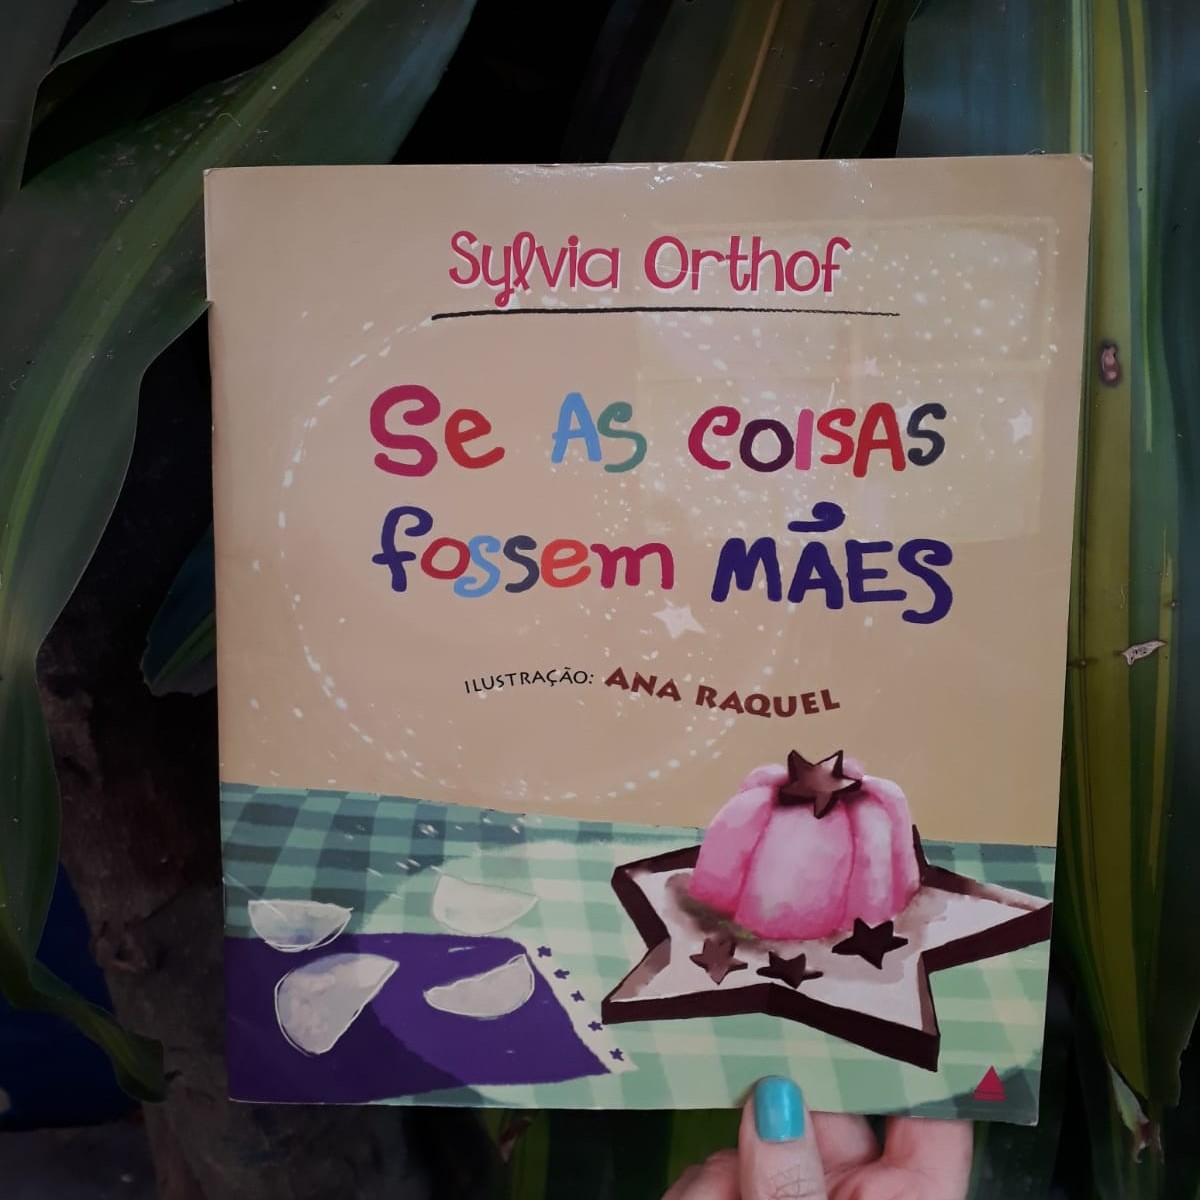 Sylvia Orthof
Se AS COISAS
fossem MÃES
ILUSTRAÇÃO: ANA RAQUEL